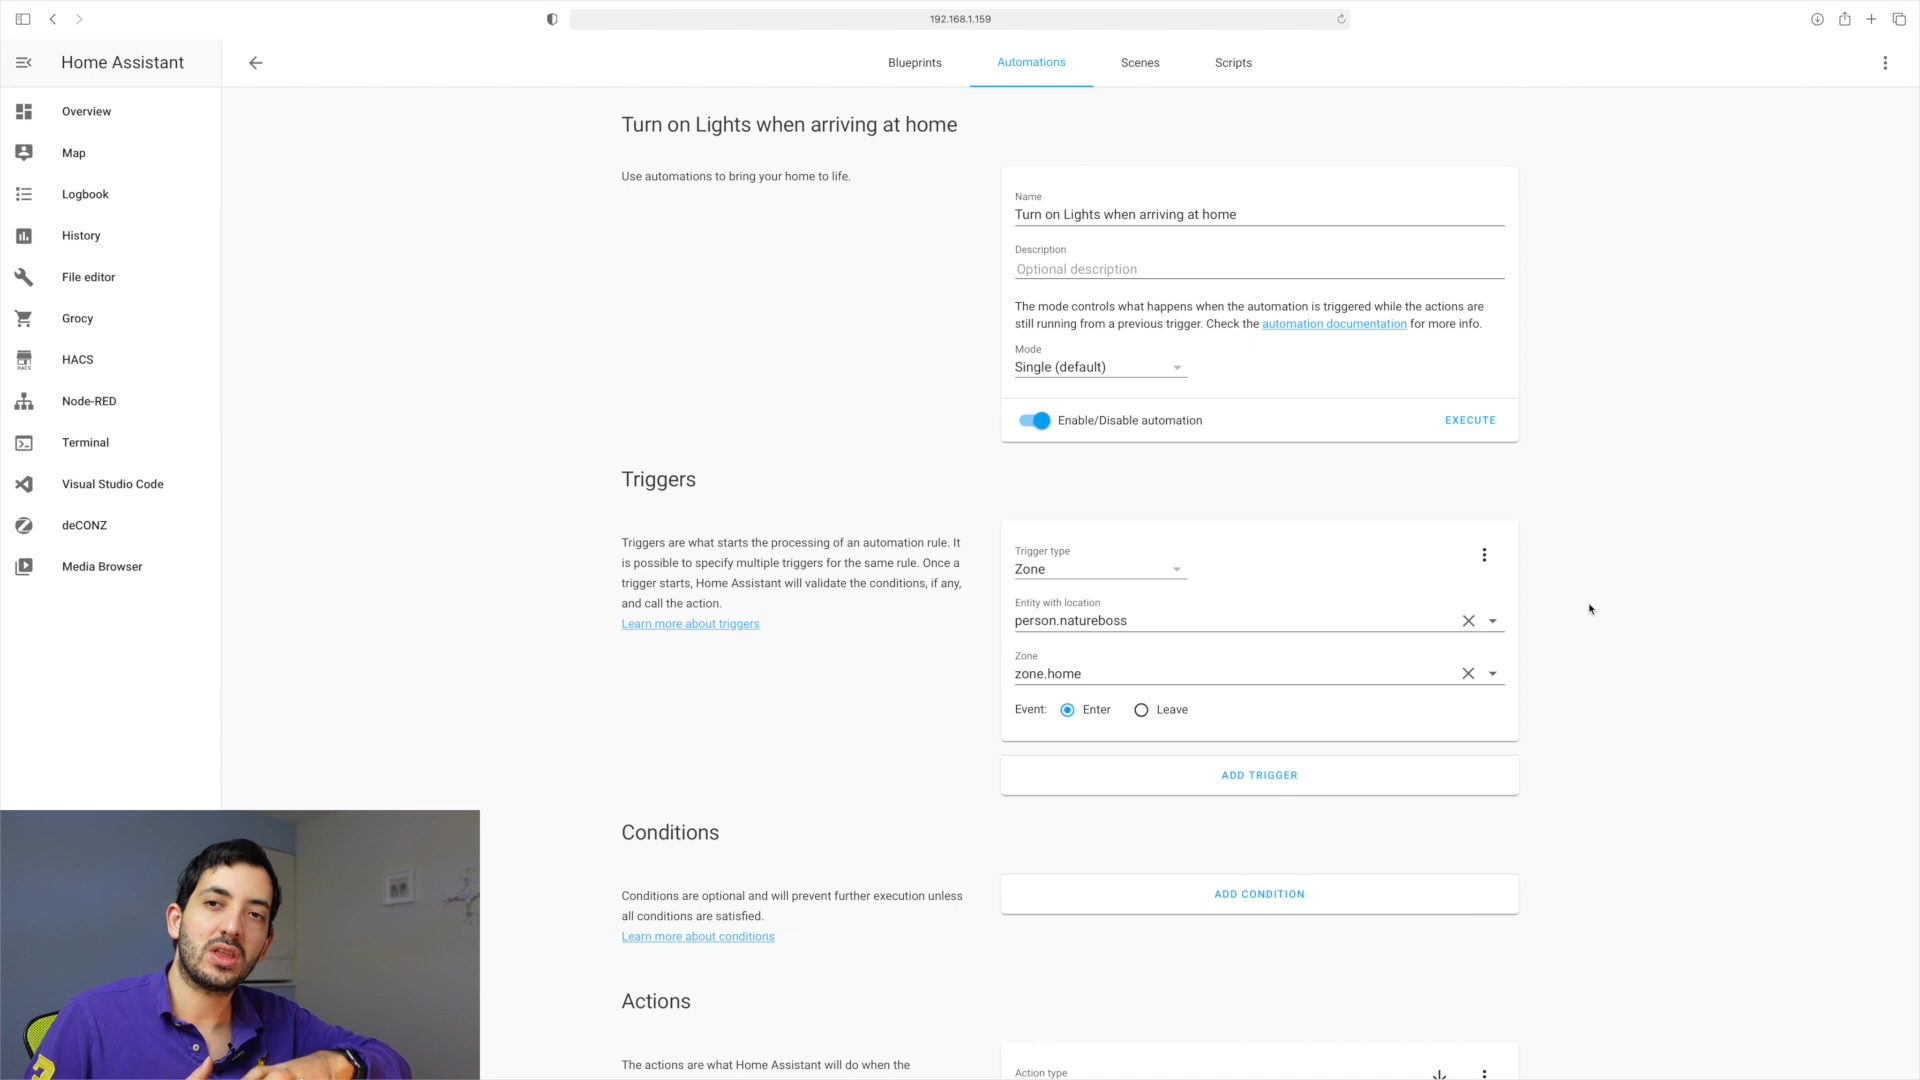 192.168.1.159
Home Assistant
Blueprints
Automations
Scenes
Scripts
Overview
Map
Logbook
History
File editor
Grocy
HACS
HACS
Node-RED
Terminal
Visual Studio Code
deCONZ
Media Browser
Turn on Lights when arriving at home
Use automations to bring your home to life.
Name
Turn on Lights when arriving at home
Description
Optional description
The mode controls what happens when the automation is triggered while the actions are
still running from a previous trigger. Check the automation documentation for more info.
Mode
Single (default)
Enable/Disable automation
EXECUTE
Triggers
Triggers are what starts the processing of an automation rule. It
is possible to specify multiple triggers for the same rule. Once a
trigger starts, Home Assistant will validate the conditions, if any,
and call the action.
Learn more about triggers
Trigger type
Zone
Entity with location
person.natureboss
Zone
zone.home
Event:
Enter
Leave
ADD TRIGGER
Conditions
Conditions are optional and will prevent further execution unless
all conditions are satisfied.
Learn more about conditions
ADD CONDITION
Actions
The actions are what Home Assistant will do when the
Action type